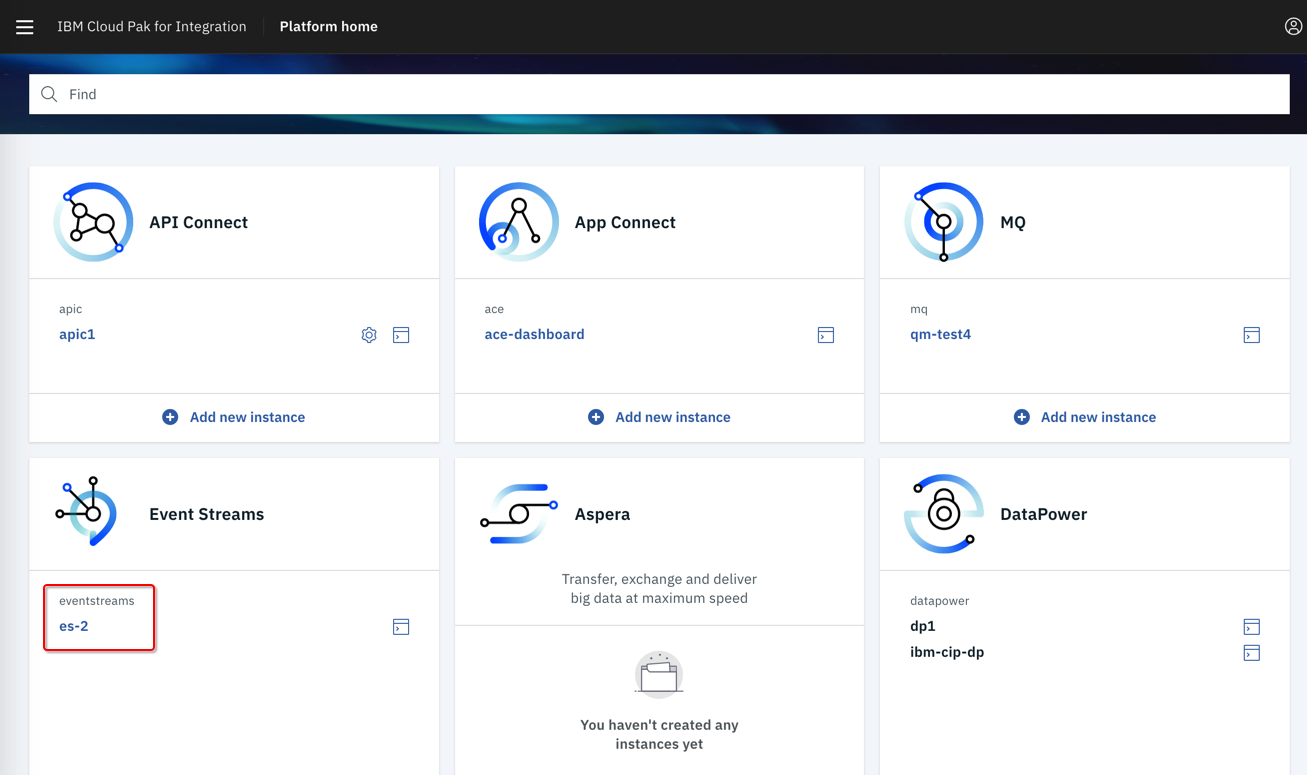 IBM Cloud Pak for Integration
Platform home
Find
API Connect
apic
apic1
Add new instance
App Connect
ace
ace-dashboard
Add new instance
MQ
mq
qm-test4
Add new instance
Event Streams
eventstreams
es-2
Aspera
Transfer, exchange and deliver
big data at maximum speed
You haven't created any
instances yet
DataPower
datapower
dp1
ibm-cip-dp